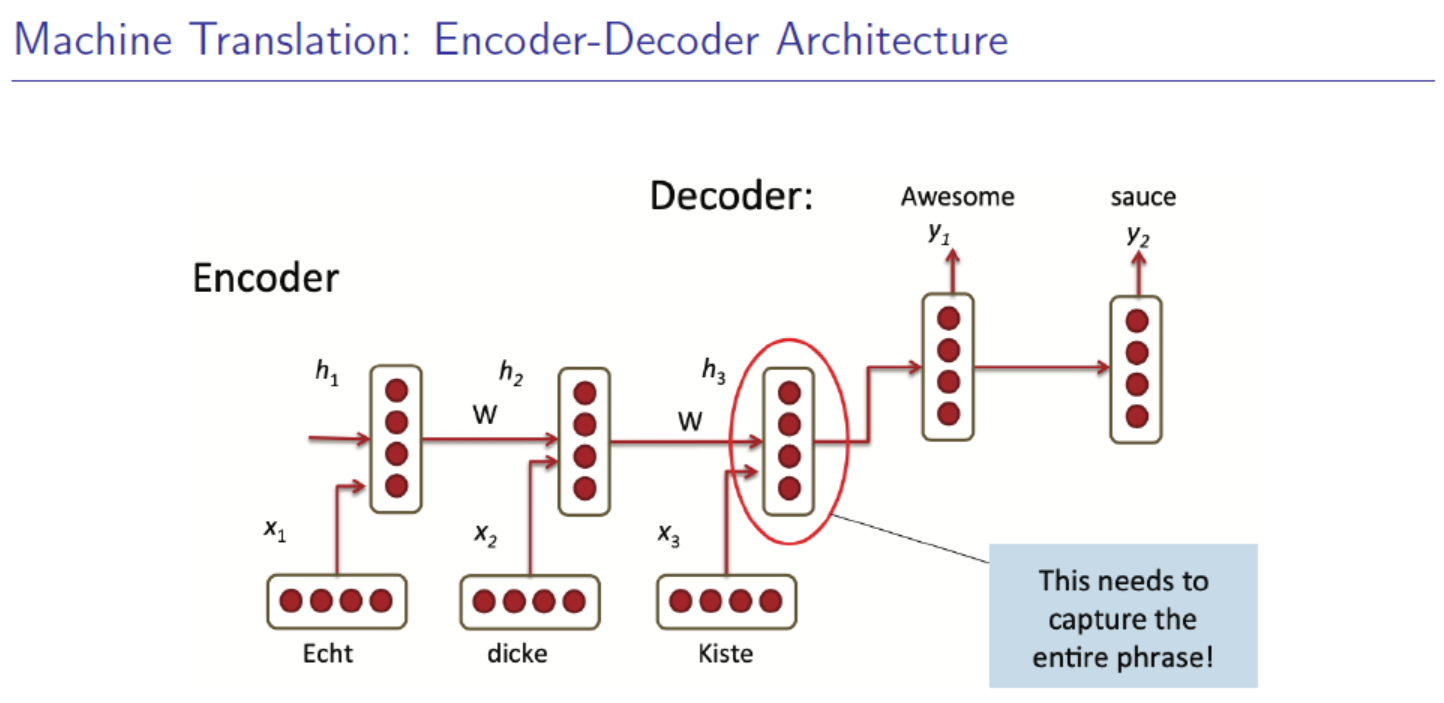 Machine Translation: Encoder-Decoder Architecture
Decoder:
Awesome
sauce
y1
y2
Encoder
h1
h2
h3
W
W
x1
x2
x3
Echt
dicke
Kiste
This needs to
capture the
entire phrase!